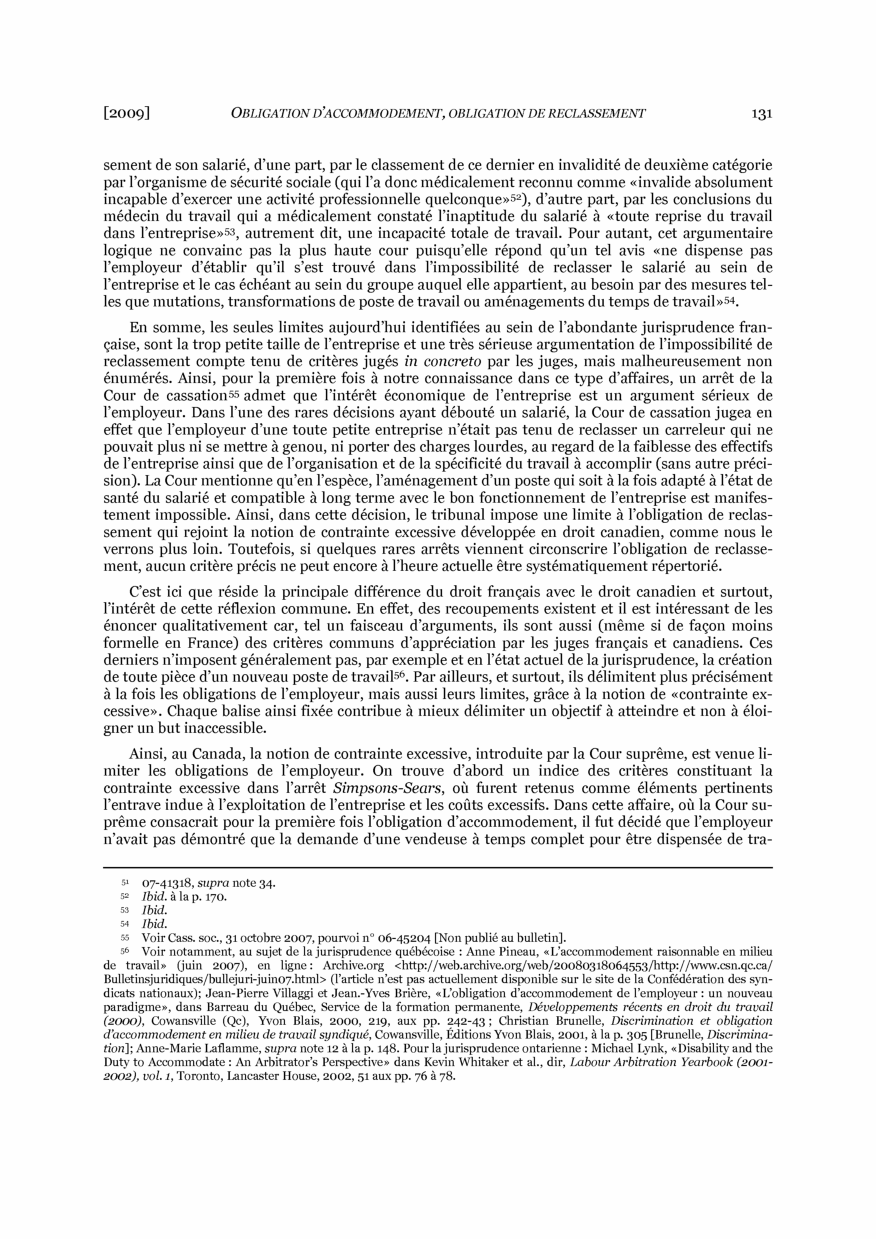 [2009] OBLIGATION D'ACCOMMODEMENT, OBLIGATION DE RECLASSEMENT 131
sement de son salarié, d'une part, par le classement de ce dernier en invalidité de deuxième catégorie
par l'organisme de sécurité sociale (qui l'a donc médicalement reconnu comme «invalide absolument
incapable d'exercer une activité professionnelle quelconque»52), d'autre part, par les conclusions du
médecin du travail qui a médicalement constaté l'inaptitude du salarié à «toute reprise du travail
dans l'entreprise»53, autrement dit, une incapacité totale de travail. Pour autant, cet argumentaire
logique ne convainc pas la plus haute cour puisqu'elle répond qu'un tel avis «ne dispense pas
l'employeur d'établir qu'il s'est trouvé dans l'impossibilité de reclasser le salarié au sein de
l'entreprise et le cas échéant au sein du groupe auquel elle appartient, au besoin par des mesures tel-
les que mutations, transformations de poste de travail ou aménagements du temps de travail»54.
En somme, les seules limites aujourd'hui identifiées au sein de l'abondante jurisprudence fran-
çaise, sont la trop petite taille de l'entreprise et une très sérieuse argumentation de l'impossibilité de
reclassement compte tenu de critères jugés in concreto par les juges, mais malheureusement non
énumérés. Ainsi, pour la première fois à notre connaissance dans ce type d'affaires, un arrêt de la
Cour de cassation55 admet que l'intérêt économique de l'entreprise est un argument sérieux de
l'employeur. Dans l'une des rares décisions ayant débouté un salarié, la Cour de cassation jugea en
effet que l'employeur d'une toute petite entreprise n'était pas tenu de reclasser un carreleur qui ne
pouvait plus ni se mettre à genou, ni porter des charges lourdes, au regard de la faiblesse des effectifs
de l'entreprise ainsi que de l'organisation et de la spécificité du travail à accomplir (sans autre préci-
sion). La Cour mentionne qu'en l'espèce, l'aménagement d'un poste qui soit à la fois adapté à l'état de
santé du salarié et compatible à long terme avec le bon fonctionnement de l'entreprise est manifes-
tement impossible. Ainsi, dans cette décision, le tribunal impose une limite à l'obligation de reclas-
sement qui rejoint la notion de contrainte excessive développée en droit canadien, comme nous le
verrons plus loin. Toutefois, si quelques rares arrêts viennent circonscrire l'obligation de reclasse-
ment, aucun critère précis ne peut encore à l'heure actuelle être systématiquement répertorié.
C'est ici que réside la principale différence du droit français avec le droit canadien et surtout,
l'intérêt de cette réflexion commune. En effet, des recoupements existent et il est intéressant de les
énoncer qualitativement car, tel un faisceau d'arguments, ils sont aussi (même si de façon moins
formelle en France) des critères communs d'appréciation par les juges français et canadiens. Ces
derniers n'imposent généralement pas, par exemple et en l'état actuel de la jurisprudence, la création
de toute pièce d'un nouveau poste de travail56. Par ailleurs, et surtout, ils délimitent plus précisément
à la fois les obligations de l'employeur, mais aussi leurs limites, grâce à la notion de «contrainte ex-
cessive». Chaque balise ainsi fixée contribue à mieux délimiter un objectif à atteindre et non à éloi-
gner un but inaccessible.
Ainsi, au Canada, la notion de contrainte excessive, introduite par la Cour suprême, est venue li-
miter les obligations de l'employeur. On trouve d'abord un indice des critères constituant la
contrainte excessive dans l'arrêt Simpsons-Sears, où furent retenus comme éléments pertinents
l'entrave indue à l'exploitation de l'entreprise et les coûts excessifs. Dans cette affaire, où la Cour su-
prême consacrait pour la première fois l'obligation d'accommodement, il fut décidé que l'employeur
n'avait pas démontré que la demande d'une vendeuse à temps complet pour être dispensée de tra-
51 07-41318, supra note 34.
52 Ibid. à la p. 170.
53 Ibid.
54 Ibid.
55 Voir Cass. soc., 31 octobre 2007, pourvoi n° 06-45204 [Non publié au bulletin].
56 Voir notamment, au sujet de la jurisprudence québécoise : Anne Pineau, «L'accommodement raisonnable en milieu
de travail» (juin 2007), en ligne : Archive.org <http://web.archive.org/web/20080318064553/http://www.csn.qc.ca/
Bulletinsjuridiques/bullejuri-juin07.html> (l'article n'est pas actuellement disponible sur le site de la Confédération des syn-
dicats nationaux); Jean-Pierre Villaggi et Jean.-Yves Brière, «L'obligation d'accommodement de l'employeur : un nouveau
paradigme», dans Barreau du Québec, Service de la formation permanente, Développements récents en droit du travail
(2000), Cowansville (Qc), Yvon Blais, 2000, 219, aux pp. 242-43 ; Christian Brunelle, Discrimination et obligation
d'accommodement en milieu de travail syndiqué, Cowansville, Éditions Yvon Blais, 2001, à la p. 305 [Brunelle, Discrimina-
tion]; Anne-Marie Laflamme, supra note 12 à la p. 148. Pour la jurisprudence ontarienne : Michael Lynk, «Disability and the
Duty to Accommodate : An Arbitrator's Perspective» dans Kevin Whitaker et al., dir, Labour Arbitration Yearbook (2001-
2002), vol. 1, Toronto, Lancaster House, 2002, 51 aux pp. 76 à 78.